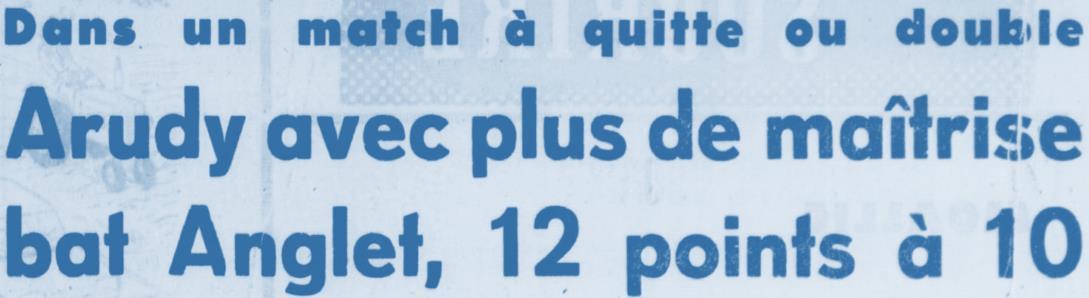 Dans un match à quitte ou double
Arudy avec plus de maîtrise
bat Anglet, 12 points à 10